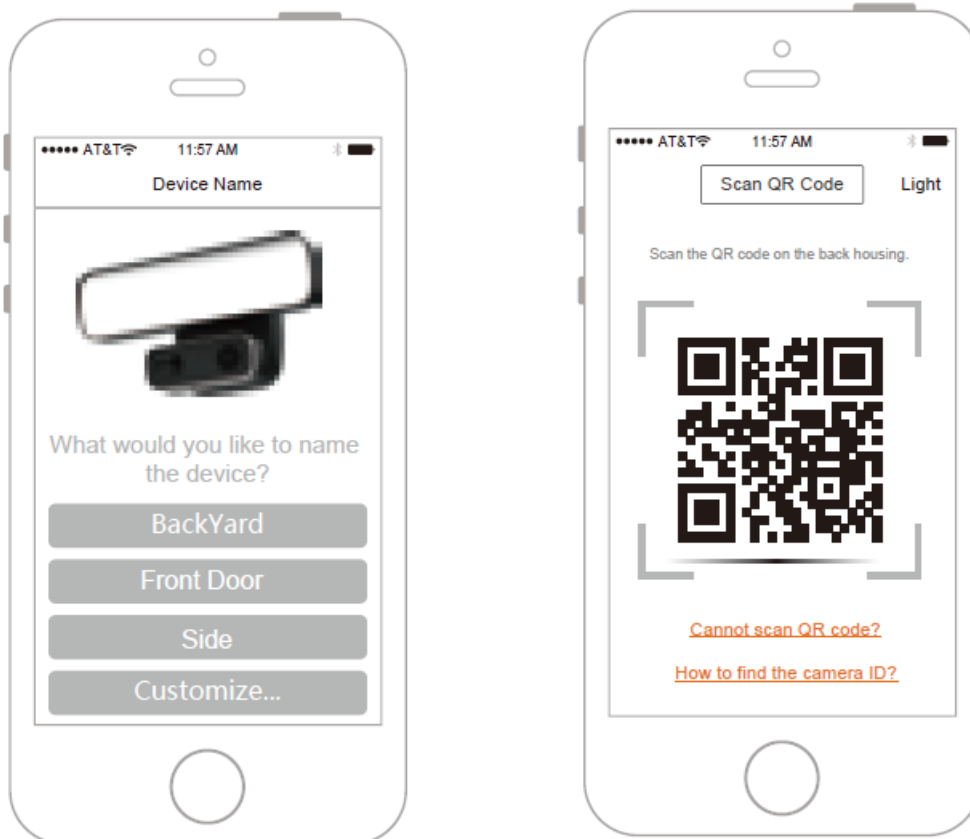 AT&T 11:57 AM
Device Name
What would you like to name
the device?
BackYard
Front Door
Side
Customize...
AT&T 11:57 AM
Scan QR Code Light
Scan the QR code on the back housing.
Cannot scan QR code?
How to find the camera ID?